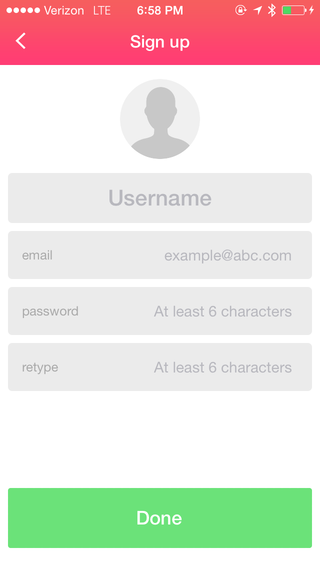 Verizon LTE 6:58 PM
Sign up
Username
email example@abc.com
password At least 6 characters
retype At least 6 characters
Done